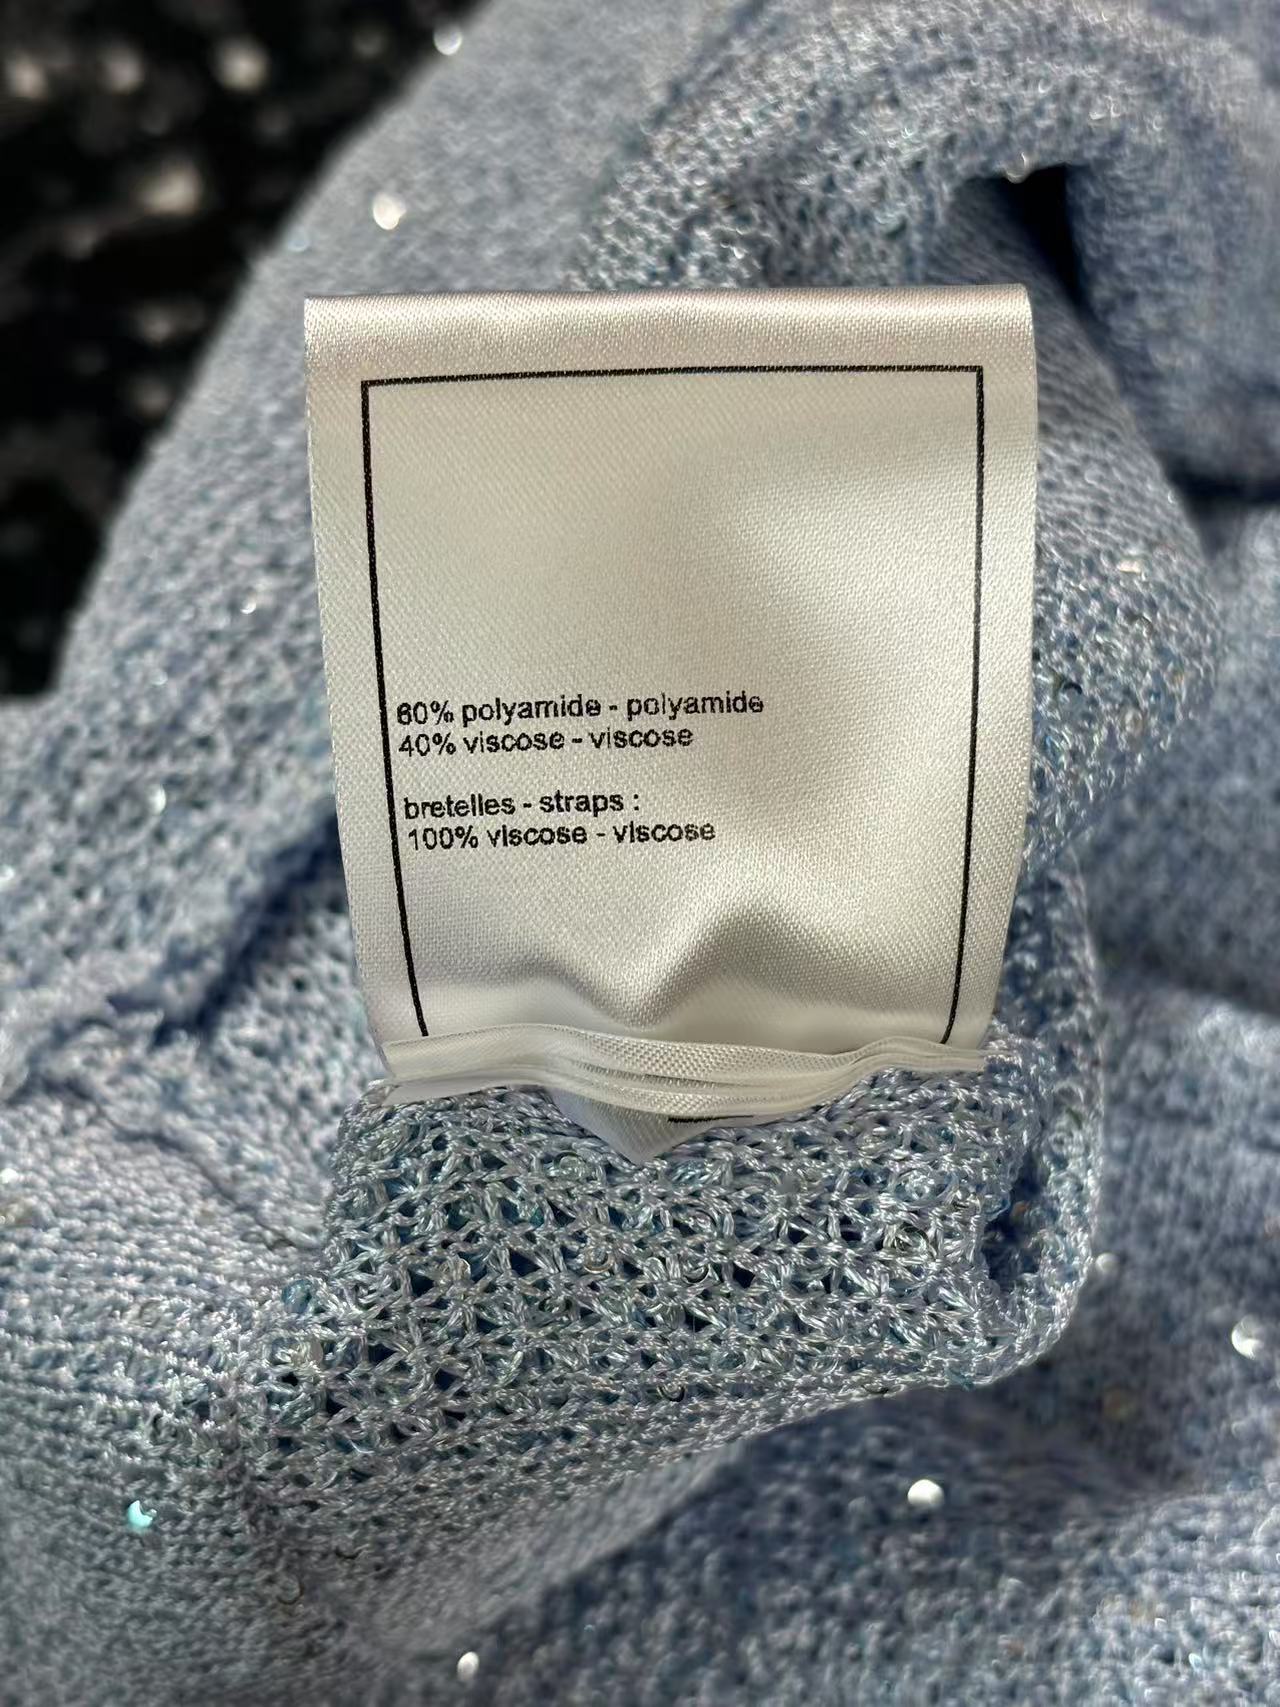 60% polyamide - polyamide
40% viscose - viscose
bretelles - straps :
100% viscose - viscose